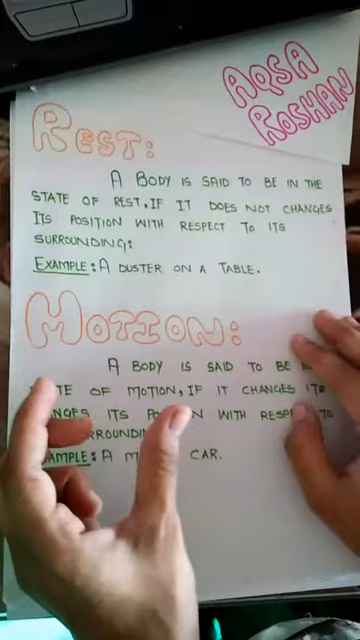 AQSA
ROSHAN
REST:
A BODY IS SAID TO BE IN THE
STATE OF REST, IF IT DOES NOT CHANGES
ITS POSITION WITH RESPECT TO ITS
SURROUNDING:
EXAMPLE: A DUSTER ON A TABLE.
MOTION:
A BODY IS SAID TO BE
OF MOTION, IF IT CHANGES ITS
ITS WITH TO
A CAR.